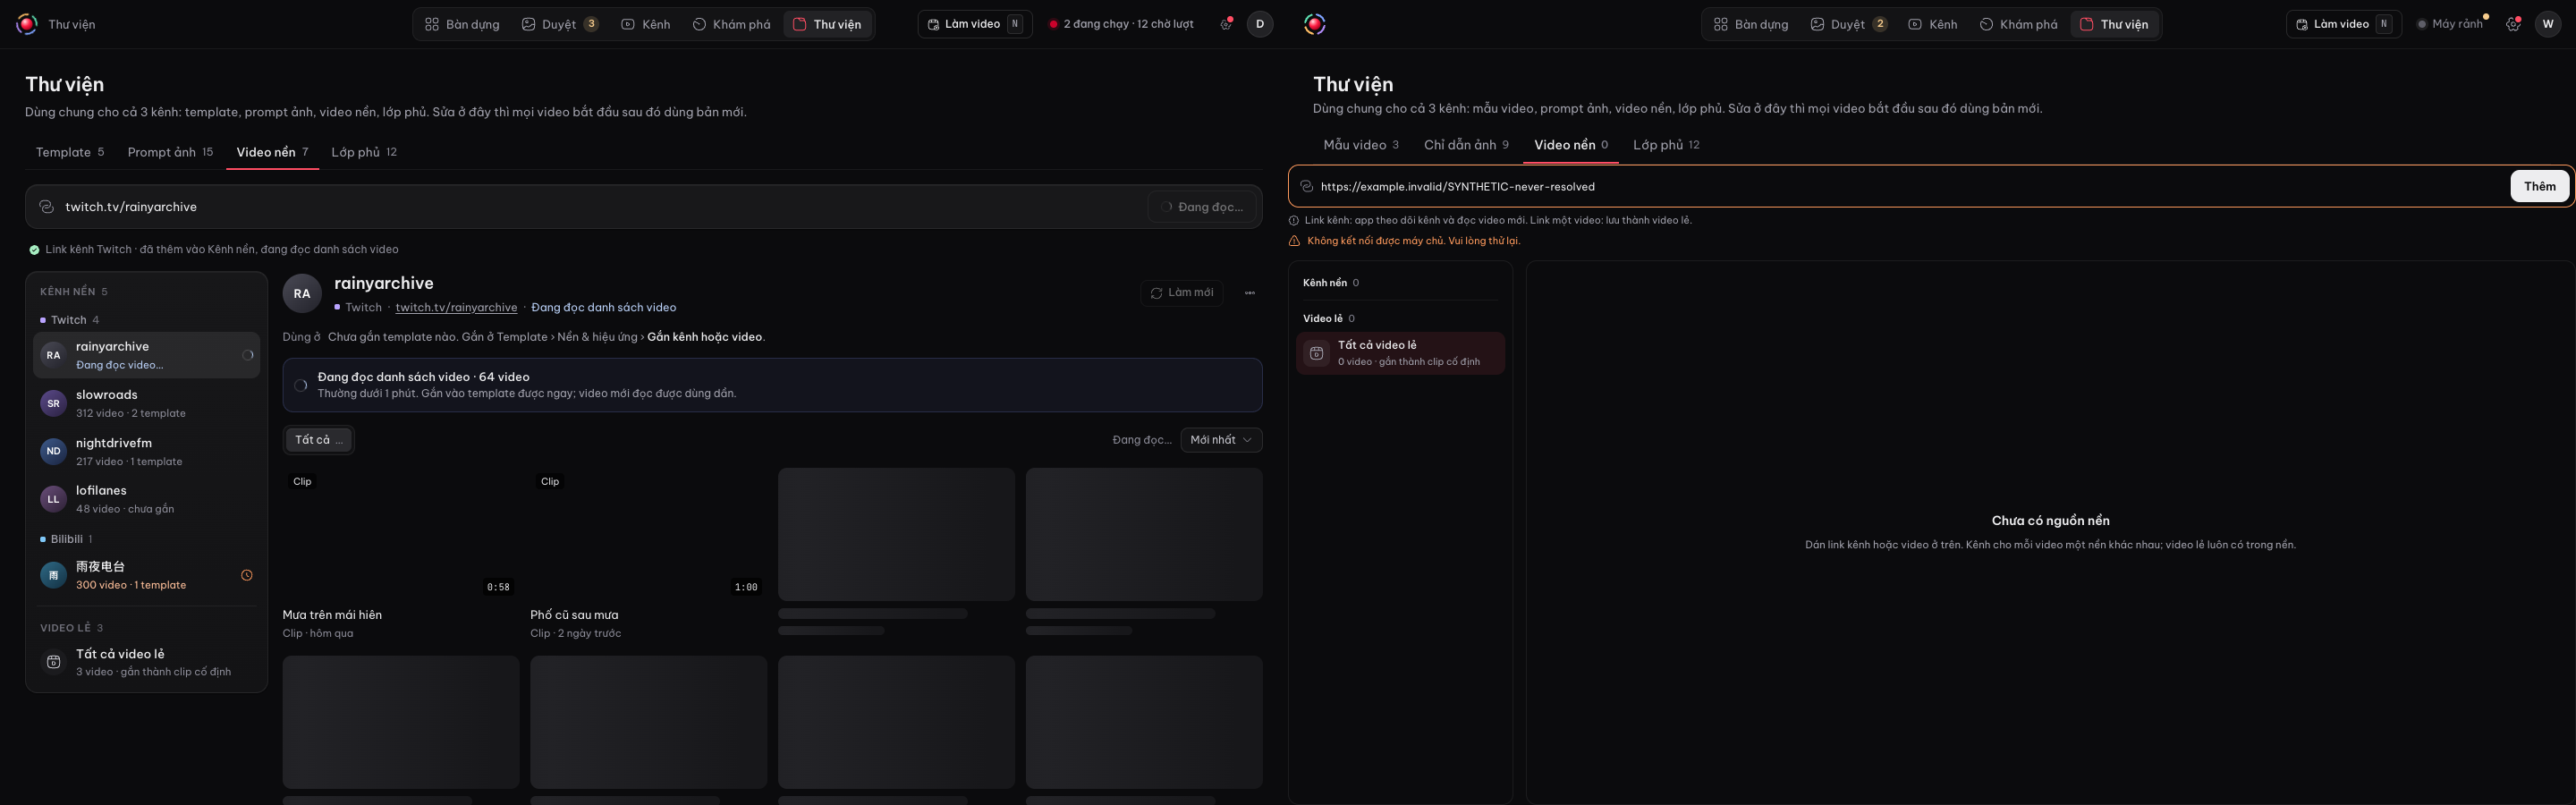 Thư viện
Bàn dựng
Duyệt 3
Kênh
Khám phá
Thư viện
Làm video N
2 đang chạy · 12 chờ lượt
D
Thư viện
Dùng chung cho cả 3 kênh: template, prompt ảnh, video nền, lớp phủ. Sửa ở đây thì mọi video bắt đầu sau đó dùng bản mới.
Template 5
Prompt ảnh 15
Video nền 7
Lớp phủ 12
twitch.tv/rainyarchive
Đang đọc...
Link kênh Twitch · đã thêm vào Kênh nền, đang đọc danh sách video
KÊNH NỀN 5
Twitch 4
RA
rainyarchive
Đang đọc video...
SR
slowroads
312 video · 2 template
ND
nightdrivefm
217 video · 1 template
LL
lofilanes
48 video · chưa gắn
Bilibili 1
雨
雨夜电台
300 video · 1 template
VIDEO LẺ 3
Tất cả video lẻ
3 video · gắn thành clip cố định
RA
rainyarchive
Twitch · twitch.tv/rainyarchive · Đang đọc danh sách video
Làm mới
Dùng ở Chưa gắn template nào. Gắn ở Template › Nền & hiệu ứng › Gắn kênh hoặc video.
Đang đọc danh sách video · 64 video
Thường dưới 1 phút. Gắn vào template được ngay; video mới đọc được dùng dần.
Tất cả ...
Đang đọc...
Mới nhất
Clip
0:58
Mưa trên mái hiên
Clip · hôm qua
Clip
1:00
Phố cũ sau mưa
Clip · 2 ngày trước
Bàn dựng
Duyệt 2
Kênh
Khám phá
Thư viện
Làm video N
Máy rảnh
W
Thư viện
Dùng chung cho cả 3 kênh: mẫu video, prompt ảnh, video nền, lớp phủ. Sửa ở đây thì mọi video bắt đầu sau đó dùng bản mới.
Mẫu video 3
Chỉ dẫn ảnh 9
Video nền 0
Lớp phủ 12
https://example.invalid/SYNTHETIC-never-resolved
Thêm
Link kênh: app theo dõi kênh và đọc video mới. Link một video: lưu thành video lẻ.
Không kết nối được máy chủ. Vui lòng thử lại.
Kênh nền 0
Video lẻ 0
Tất cả video lẻ
0 video · gắn thành clip cố định
Chưa có nguồn nền
Dán link kênh hoặc video ở trên. Kênh cho mỗi video một nền khác nhau; video lẻ luôn có trong nền.